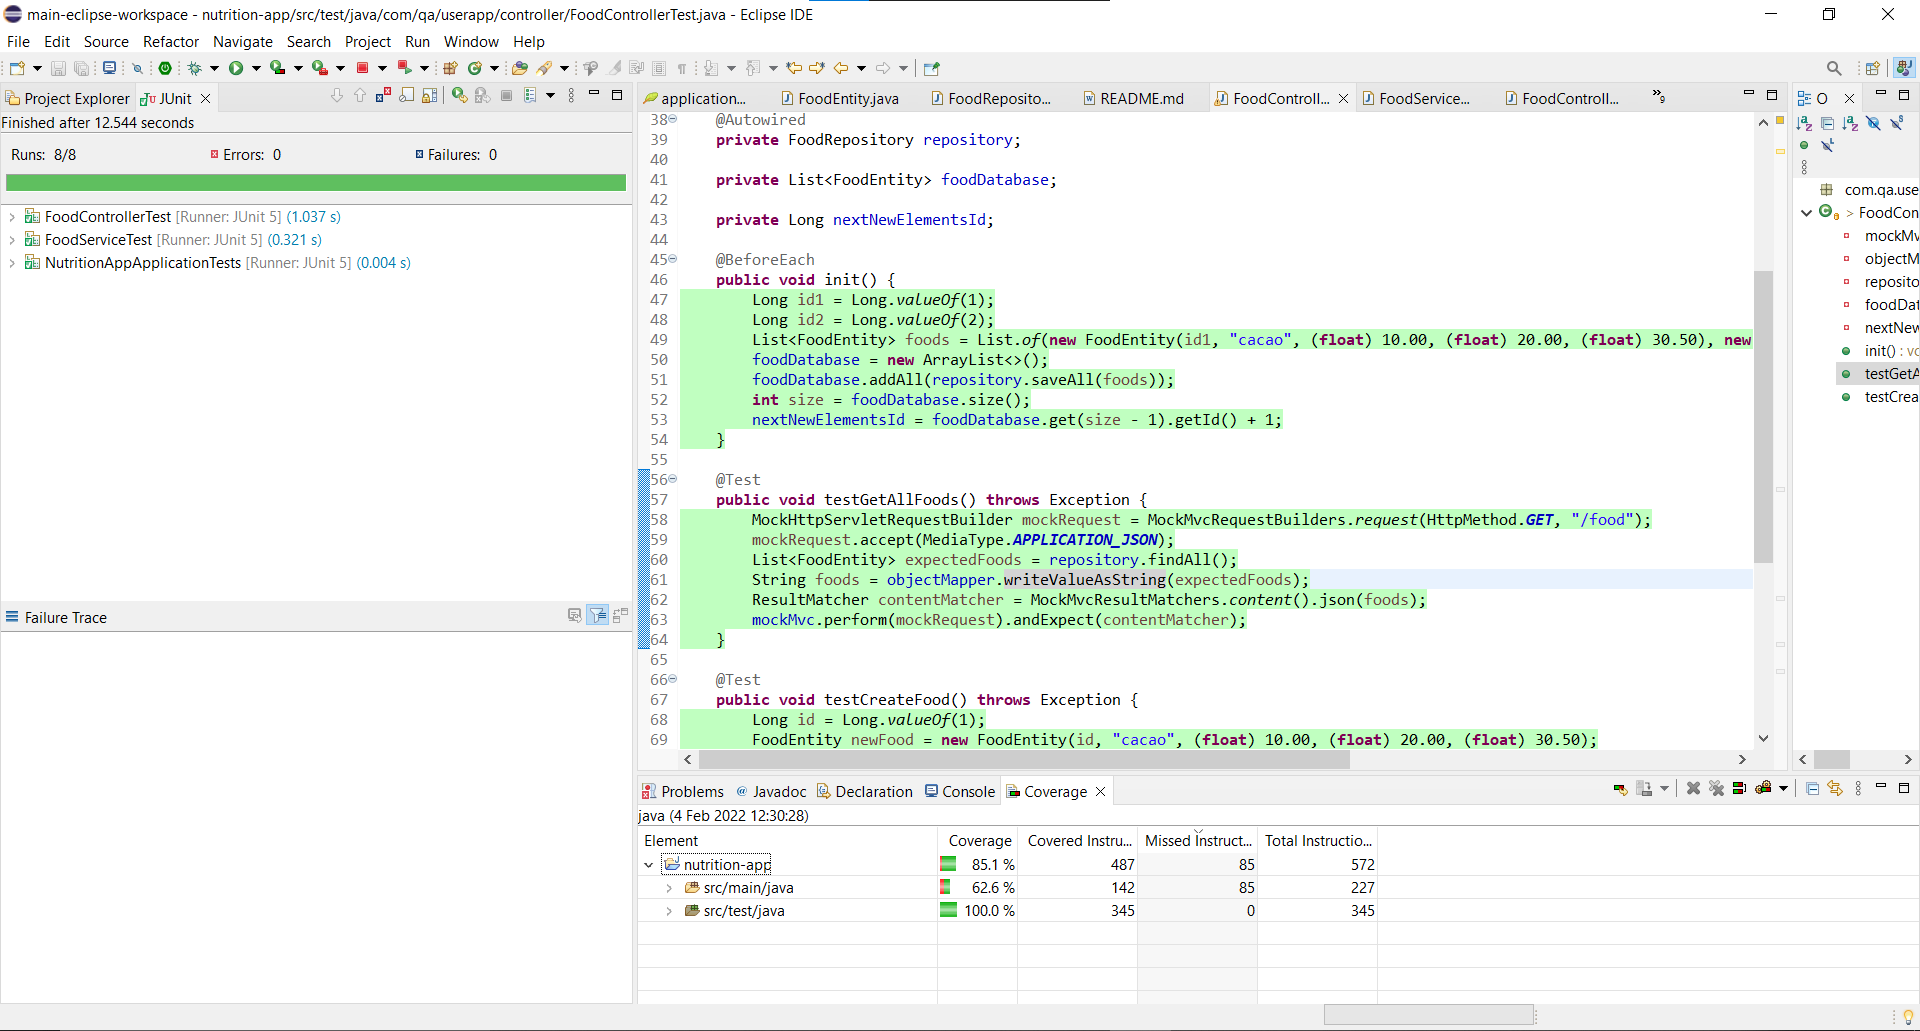 main-eclipse-workspace - nutrition-app/src/test/java/com/qa/userapp/controller/FoodControllerTest.java - Eclipse IDE
File Edit Source Refactor Navigate Search Project Run Window Help
Project Explorer JUnit
Finished after 12.544 seconds
Runs: 8/8 Errors: 0 Failures: 0
FoodControllerTest [Runner: JUnit 5] (1.037 s)
FoodServiceTest [Runner: JUnit 5] (0.321 s)
NutritionAppApplicationTests [Runner: JUnit 5] (0.004 s)
Failure Trace
application... FoodEntity.java FoodReposito... README.md FoodControll... FoodService... FoodControll... »9
38 @Autowired
39 private FoodRepository repository;
40
41 private List<FoodEntity> foodDatabase;
42
43 private Long nextNewElementsId;
44
45 @BeforeEach
46 public void init() {
47 Long id1 = Long.valueOf(1);
48 Long id2 = Long.valueOf(2);
49 List<FoodEntity> foods = List.of(new FoodEntity(id1, "cacao", (float) 10.00, (float) 20.00, (float) 30.50), new
50 foodDatabase = new ArrayList<>();
51 foodDatabase.addAll(repository.saveAll(foods));
52 int size = foodDatabase.size();
53 nextNewElementsId = foodDatabase.get(size - 1).getId() + 1;
54 }
55
56 @Test
57 public void testGetAllFoods() throws Exception {
58 MockHttpServletRequestBuilder mockRequest = MockMvcRequestBuilders.request(HttpMethod.GET, "/food");
59 mockRequest.accept(MediaType.APPLICATION_JSON);
60 List<FoodEntity> expectedFoods = repository.findAll();
61 String foods = objectMapper.writeValueAsString(expectedFoods);
62 ResultMatcher contentMatcher = MockMvcResultMatchers.content().json(foods);
63 mockMvc.perform(mockRequest).andExpect(contentMatcher);
64 }
65
66 @Test
67 public void testCreateFood() throws Exception {
68 Long id = Long.valueOf(1);
69 FoodEntity newFood = new FoodEntity(id, "cacao", (float) 10.00, (float) 20.00, (float) 30.50);
O
com.qa.use
> FoodCon
mockMv
objectM
reposito
foodDat
nextNew
init() : vo
testGetA
testCrea
Problems Javadoc Declaration Console Coverage
java (4 Feb 2022 12:30:28)
Element Coverage Covered Instru... Missed Instruct... Total Instructio...
nutrition-app 85.1 % 487 85 572
src/main/java 62.6 % 142 85 227
src/test/java 100.0 % 345 0 345